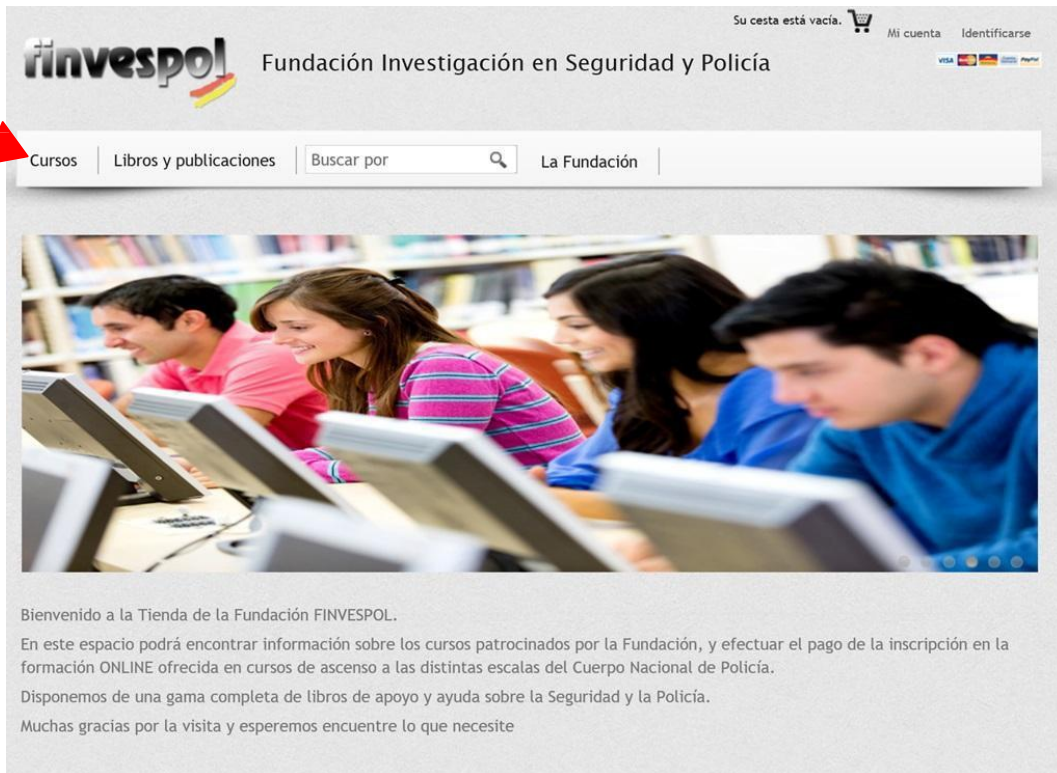 Su cesta está vacía.
Mi cuenta Identificarse
finvespol
Fundación Investigación en Seguridad y Policía
VISA PayPal
Cursos Libros y publicaciones Buscar por La Fundación
Bienvenido a la Tienda de la Fundación FINVESPOL.
En este espacio podrá encontrar información sobre los cursos patrocinados por la Fundación, y efectuar el pago de la inscripción en la
formación ONLINE ofrecida en cursos de ascenso a las distintas escalas del Cuerpo Nacional de Policía.
Disponemos de una gama completa de libros de apoyo y ayuda sobre la Seguridad y la Policía.
Muchas gracias por la visita y esperemos encuentre lo que necesite